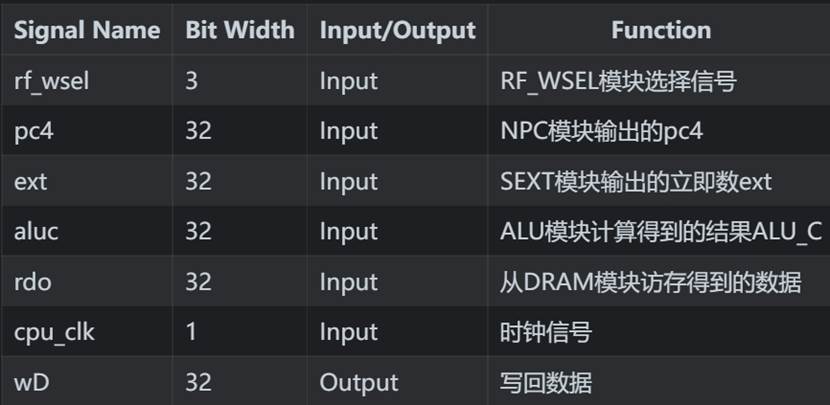 Signal Name Bit Width Input/Output Function
rf_wsel 3 Input RF_WSEL模块选择信号
pc4 32 Input NPC模块输出的pc4
ext 32 Input SEXT模块输出的立即数ext
aluc 32 Input ALU模块计算得到的结果ALU_C
rdo 32 Input 从DRAM模块访存得到的数据
cpu_clk 1 Input 时钟信号
wD 32 Output 写回数据